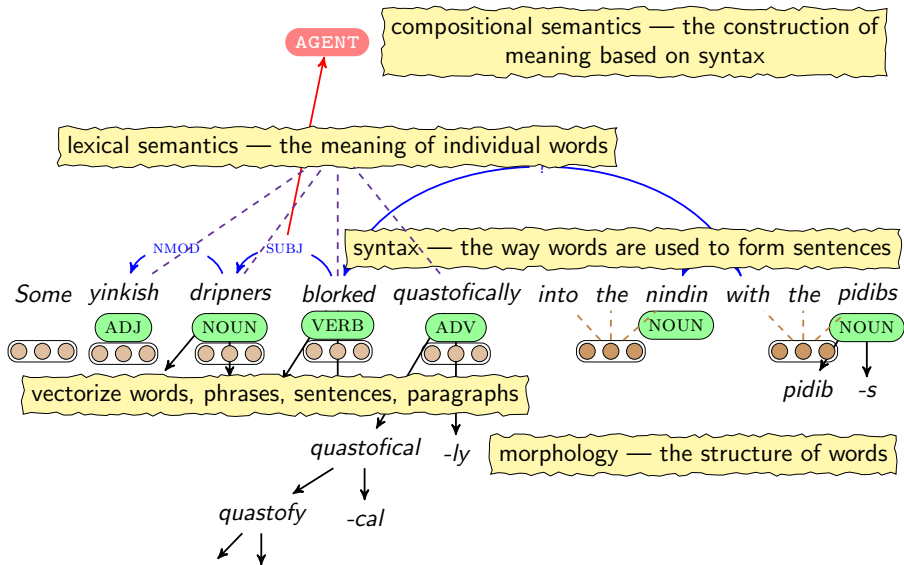 AGENT
compositional semantics — the construction of
meaning based on syntax
lexical semantics — the meaning of individual words
NMOD
SUBJ
syntax — the way words are used to form sentences
Some yinkish dripners blorked quastofically into the nindin with the pidibs
ADJ NOUN VERB ADV NOUN NOUN
vectorize words, phrases, sentences, paragraphs
pidib -s
quastofical -ly
morphology — the structure of words
quastofy -cal